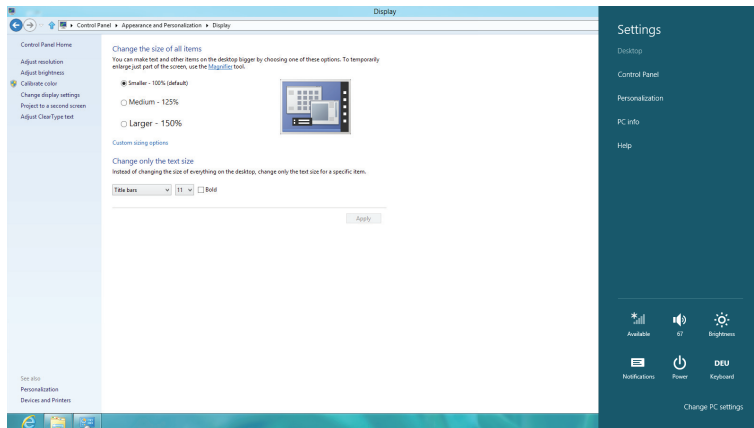 Display
Control Panel ▸ Appearance and Personalization ▸ Display
Control Panel Home
Adjust resolution
Adjust brightness
Calibrate color
Change display settings
Project to a second screen
Adjust ClearType text
See also
Personalization
Devices and Printers
Change the size of all items
You can make text and other items on the desktop bigger by choosing one of these options. To temporarily
enlarge just part of the screen, use the Magnifier tool.
Smaller - 100% (default)
Medium - 125%
Larger - 150%
Custom sizing options
Change only the text size
Instead of changing the size of everything on the desktop, change only the text size for a specific item.
Title bars 11 Bold
Apply
Settings
Desktop
Control Panel
Personalization
PC info
Help
Available 67 Brightness
DEU
Notifications Power Keyboard
Change PC settings